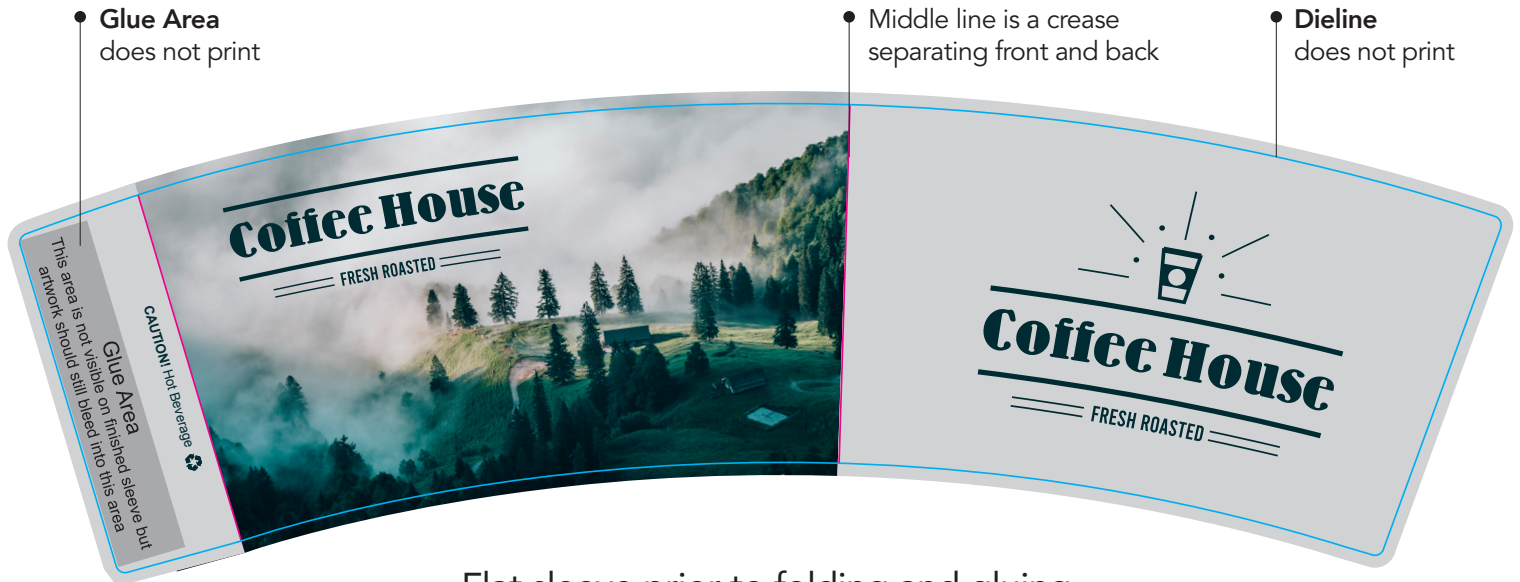 Glue Area
does not print
Middle line is a crease
separating front and back
Dieline
does not print
Coffee House
FRESH ROASTED
CAUTION! Hot Beverage
Glue Area
This area is not visible on finished sleeve but
artwork should still bleed into this area
Coffee House
FRESH ROASTED
Flat sleeve prior to folding and gluing